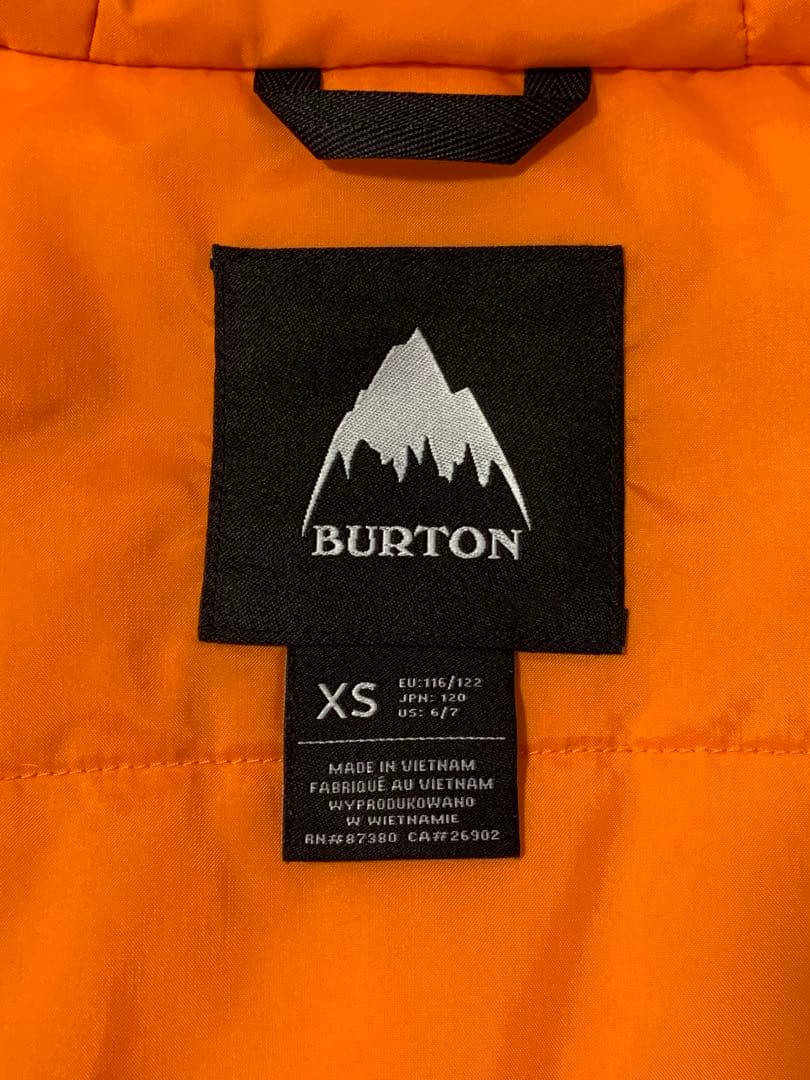 BURTON
XS
EU:116/122
JPN: 120
US: 6/7
MADE IN VIETNAM
FABRIQUÉ AU VIETNAM
WYPRODUKOWANO
W WIETNAMIE
RN#87380 CA#26902